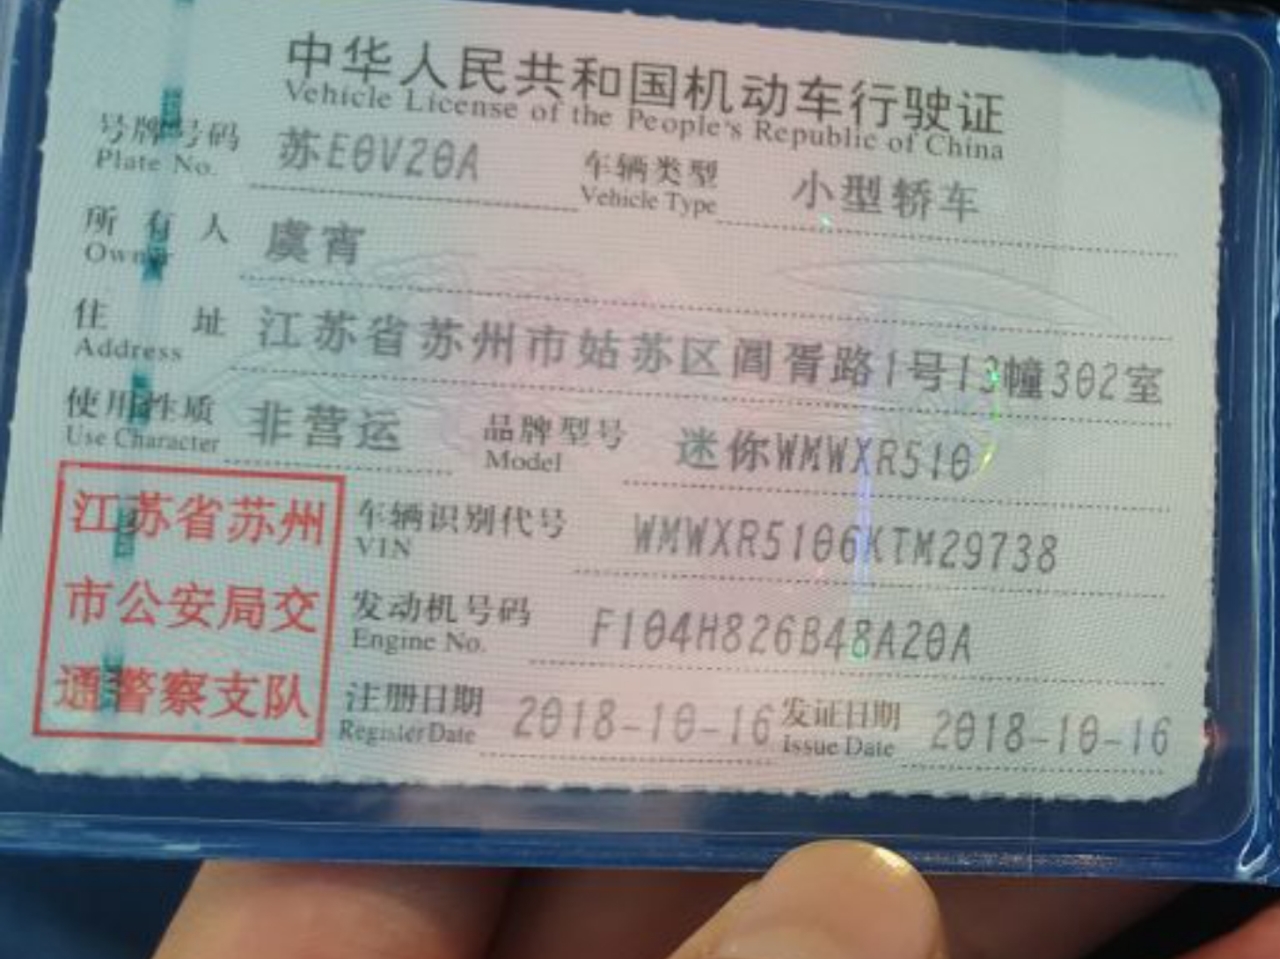 中华人民共和国机动车行驶证
Vehicle License of the People's Republic of China
号牌号码 苏E0V20A 车辆类型 小型轿车
Plate No. Vehicle Type
所有人 虞宵
Owner
住址 江苏省苏州市姑苏区阊胥路1号13幢302室
Address
使用性质 非营运 品牌型号 迷你WMWXR510
Use Character Model
江苏省苏州
市公安局交
通警察支队
车辆识别代号 WMWXR5106KTM29738
VIN
发动机号码 F104H826B48A20A
Engine No.
注册日期 2018-10-16 发证日期 2018-10-16
Register Date Issue Date